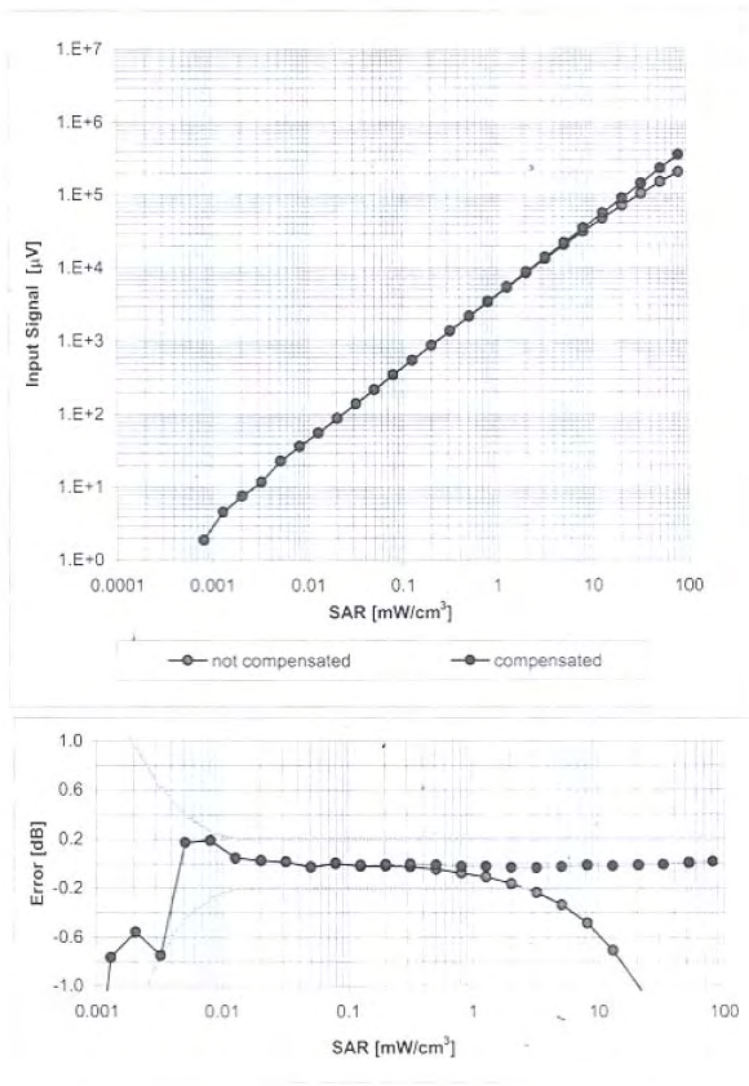 1.E+7
1.E+6
1.E+5
1.E+4
1.E+3
1.E+2
1.E+1
1.E+0
Input Signal [µV]
0.0001 0.001 0.01 0.1 1 10 100
SAR [mW/cm³]
not compensated compensated
1.0
0.6
0.2
-0.2
-0.6
-1.0
Error [dB]
0.001 0.01 0.1 1 10 100
SAR [mW/cm³]